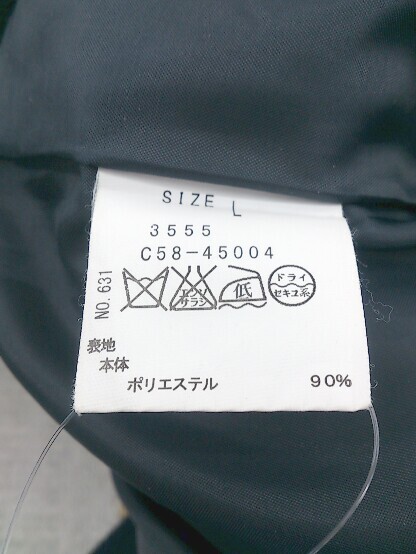 SIZE L
3555
C58-45004
NO.631
エンソ
サラシ
低
ドライ
セキユ系
表地
本体
ポリエステル 90%